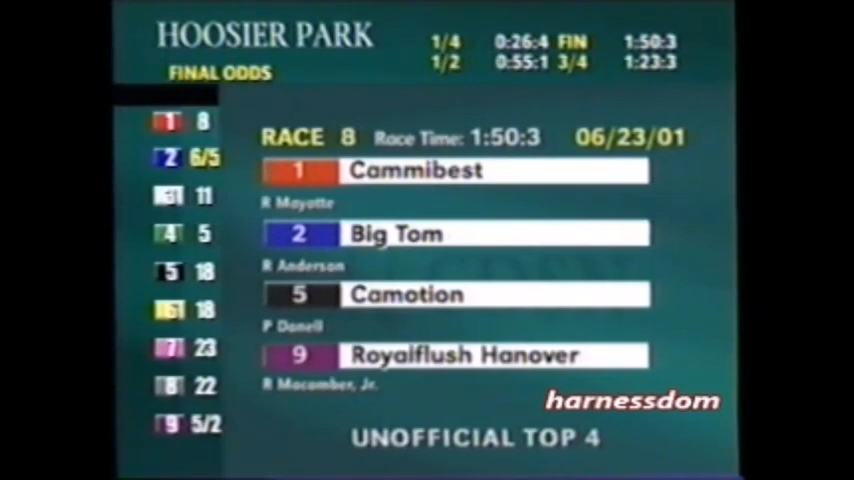 HOOSIER PARK
1/4 0:26:4 FIN 1:50:3
1/2 0:55:1 3/4 1:23:3
FINAL ODDS
1 8
2 6/5
3 11
4 5
5 18
6 18
7 23
8 22
9 5/2
RACE 8 Race Time: 1:50:3 06/23/01
1 Cammibest
R Mayotte
2 Big Tom
R Anderson
5 Camotion
P Danell
9 Royalflush Hanover
R Macomber, Jr.
harnessdom
UNOFFICIAL TOP 4